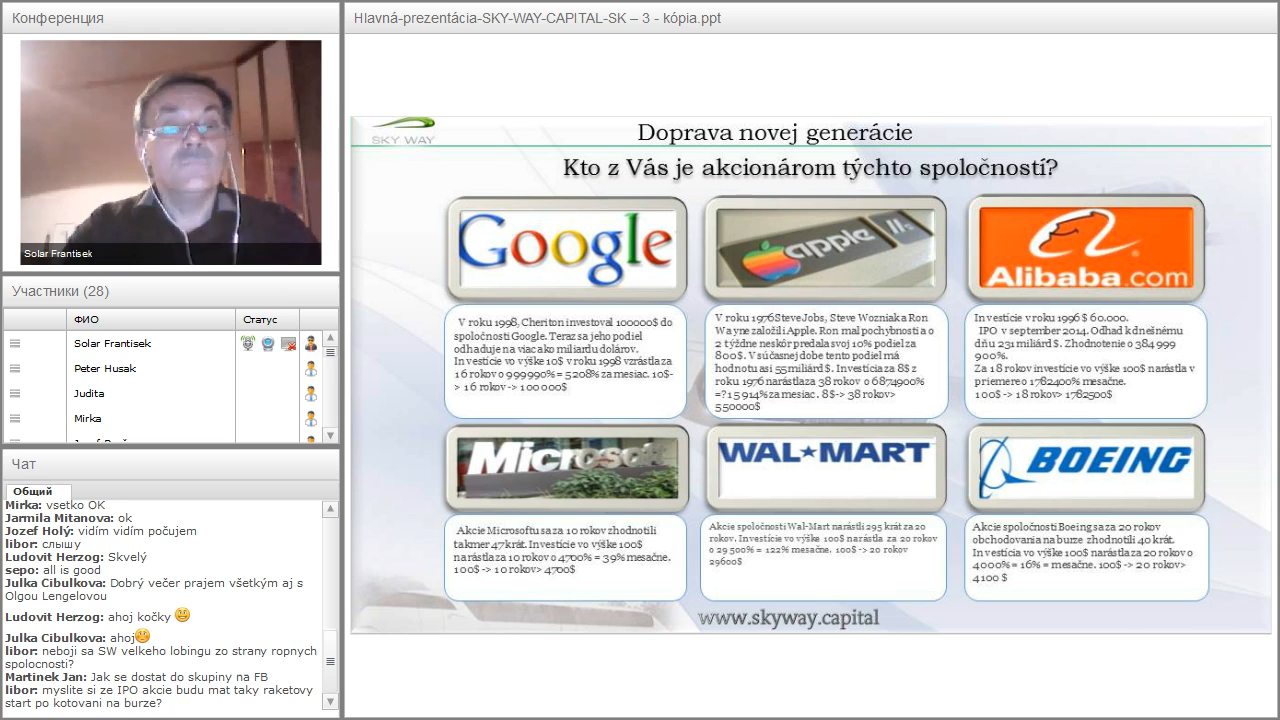 Конференция
Solar Frantisek
Участники (28)
ФИО
Статус
Solar Frantisek
Peter Husak
Judita
Mirka
Чат
Общий
Mirka: vsetko OK
Jarmila Mitanova: ok
Jozef Holý: vidím vidím počujem
libor: слышу
Ludovit Herzog: Skvelý
sepo: all is good
Julka Cibulkova: Dobrý večer prajem všetkým aj s
Olgou Lengelovou
Ludovit Herzog: ahoj kočky
Julka Cibulkova: ahoj
libor: neboji sa SW velkeho lobingu zo strany ropnych
spolocnosti?
Martinek Jan: Jak se dostat do skupiny na FB
libor: myslite si ze IPO akcie budu mat taky raketovy
start po kotovani na burze?
Hlavná-prezentácia-SKY-WAY-CAPITAL-SK – 3 - kópia.ppt
SKY WAY
Doprava novej generácie
Kto z Vás je akcionárom týchto spoločností?
Google
V roku 1998, Cheriton investoval 100000$ do
spoločnosti Google. Teraz sa jeho podiel
odhaduje na viac ako miliardu dolárov.
Investície vo výške 10$ v roku 1998 vzrástla za
16 rokov o 999990% = 5208% za mesiac. 10$-
> 16 rokov -> 100 000$
apple
V roku 1976 Steve Jobs, Steve Wozniak a Ron
Wayne založili Apple. Ron mal pochybnosti a o
2 týždne neskôr predala svoj 10% podiel za
800$. V súčasnej dobe tento podiel má
hodnotu asi 55 miliárd $. Investícia za 8$ z
roku 1976 narástla za 38 rokov o 6874900%
=?15 914% za mesiac. 8$ -> 38 rokov>
550000$
Alibaba.com
Investície v roku 1996 $ 60.000.
IPO v september 2014. Odhad k dnešnému
dňu 231 miliárd $. Zhodnotenie o 384 999
900%.
Za 18 rokov investície vo výške 100$ narástla v
priemere o 1782400% mesačne.
100$ -> 18 rokov> 1782500$
Microsoft
Akcie Microsoftu sa za 10 rokov zhodnotili
takmer 47 krát. Investície vo výške 100$
narástla za 10 rokov o 4700% = 39% mesačne.
100$ -> 10 rokov> 4700$
WAL★MART
Akcie spoločnosti Wal-Mart narástli 295 krát za 20
rokov. Investície vo výške 100$ narástla za 20 rokov
o 29 500% = 122% mesačne. 100$ -> 20 rokov
29600$
BOEING
Akcie spoločnosti Boeing sa za 20 rokov
obchodovania na burze zhodnotili 40 krát.
Investícia vo výške 100$ narástla za 20 rokov o
4000% = 16% = mesačne. 100$ -> 20 rokov>
4100 $
www.skyway.capital